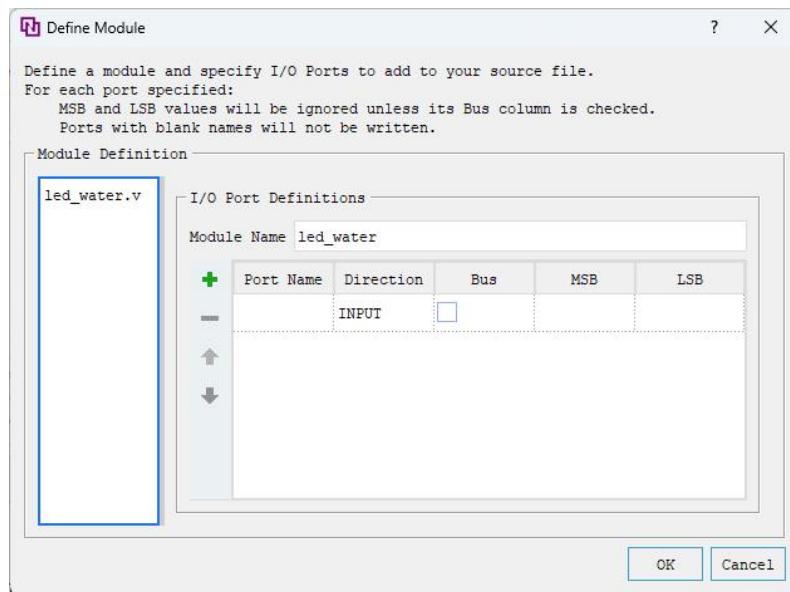 Define Module
?
Define a module and specify I/O Ports to add to your source file.
For each port specified:
MSB and LSB values will be ignored unless its Bus column is checked.
Ports with blank names will not be written.
Module Definition
led_water.v
I/O Port Definitions
Module Name led_water
Port Name Direction Bus MSB LSB
INPUT
OK Cancel